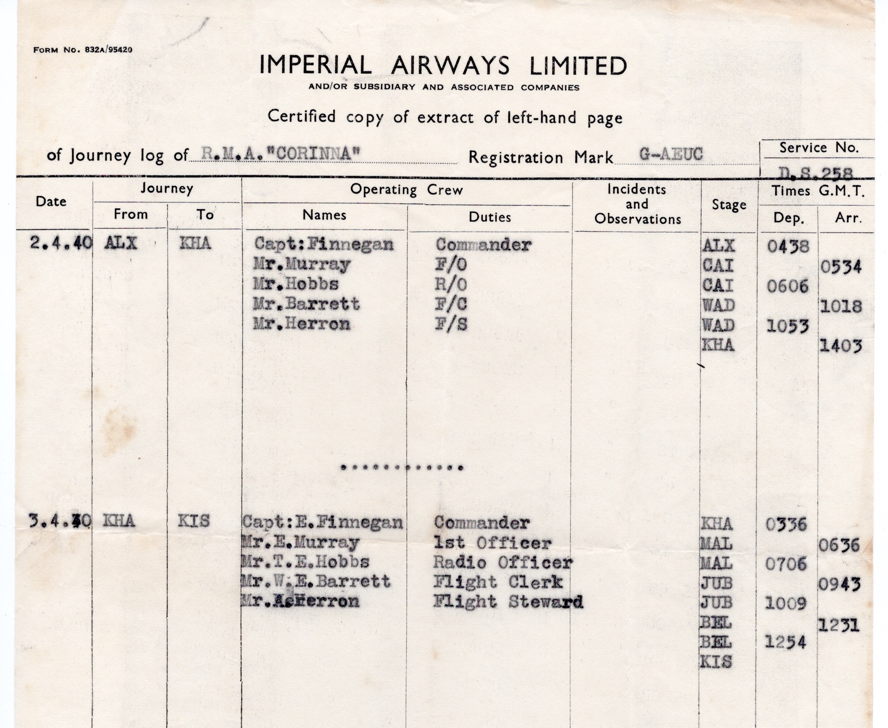 FORM NO. 832A/95420
IMPERIAL AIRWAYS LIMITED
AND/OR SUBSIDIARY AND ASSOCIATED COMPANIES
Certified copy of extract of left-hand page
of Journey log of R.M.A."CORINNA" Registration Mark G-AEUC Service No.
D.S.258
Date Journey Operating Crew Incidents and Observations Stage Times G.M.T.
From To Names Duties Dep. Arr.
2.4.40 ALX KHA Capt:Finnegan Commander ALX 0438
Mr.Murray F/O CAI 0534
Mr.Hobbs R/O CAI 0606
Mr.Barrett F/C WAD 1018
Mr.Herron F/S WAD 1053
KHA 1403
............
3.4.40 KHA KIS Capt:E.Finnegan Commander KHA 0336
Mr.E.Murray 1st Officer MAL 0636
Mr.T.E.Hobbs Radio Officer MAL 0706
Mr.W.E.Barrett Flight Clerk JUB 0943
Mr. Herron Flight Steward JUB 1009
BEL 1231
BEL 1254
KIS